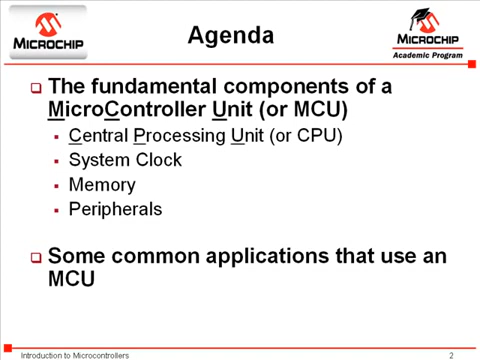 MICROCHIP
Agenda
MICROCHIP
Academic Program
The fundamental components of a
MicroController Unit (or MCU)
Central Processing Unit (or CPU)
System Clock
Memory
Peripherals
Some common applications that use an
MCU
Introduction to Microcontrollers
2